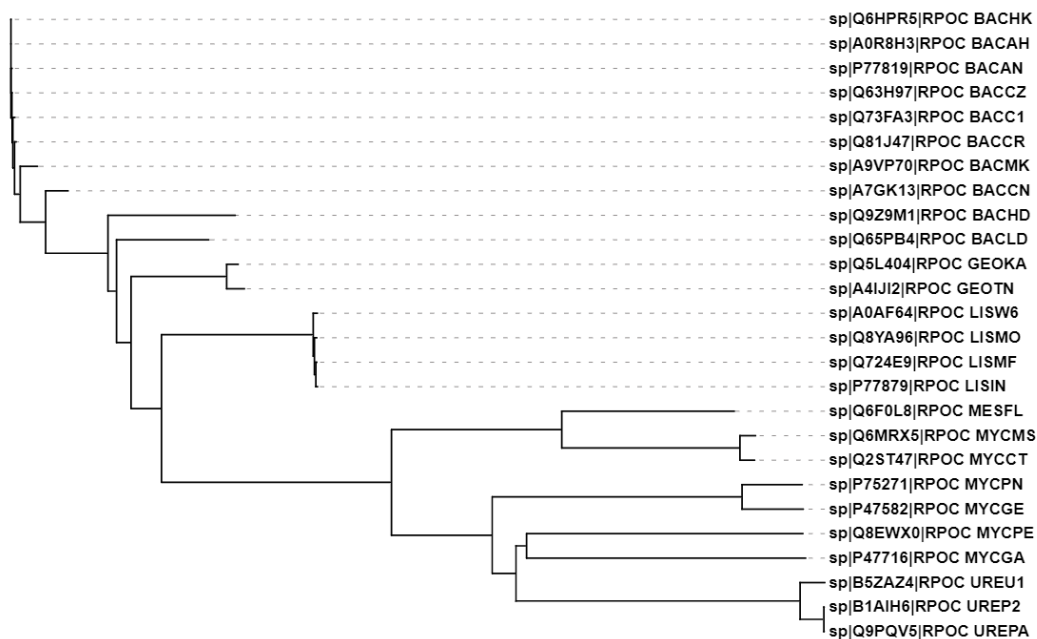 sp|Q6HPR5|RPOC BACHK
sp|A0R8H3|RPOC BACAH
sp|P77819|RPOC BACAN
sp|Q63H97|RPOC BACCZ
sp|Q73FA3|RPOC BACC1
sp|Q81J47|RPOC BACCR
sp|A9VP70|RPOC BACMK
sp|A7GK13|RPOC BACCN
sp|Q9Z9M1|RPOC BACHD
sp|Q65PB4|RPOC BACLD
sp|Q5L404|RPOC GEOKA
sp|A4IJI2|RPOC GEOTN
sp|A0AF64|RPOC LISW6
sp|Q8YA96|RPOC LISMO
sp|Q724E9|RPOC LISMF
sp|P77879|RPOC LISIN
sp|Q6F0L8|RPOC MESFL
sp|Q6MRX5|RPOC MYCMS
sp|Q2ST47|RPOC MYCCT
sp|P75271|RPOC MYCPN
sp|P47582|RPOC MYCGE
sp|Q8EWX0|RPOC MYCPE
sp|P47716|RPOC MYCGA
sp|B5ZAZ4|RPOC UREU1
sp|B1AIH6|RPOC UREP2
sp|Q9PQV5|RPOC UREPA